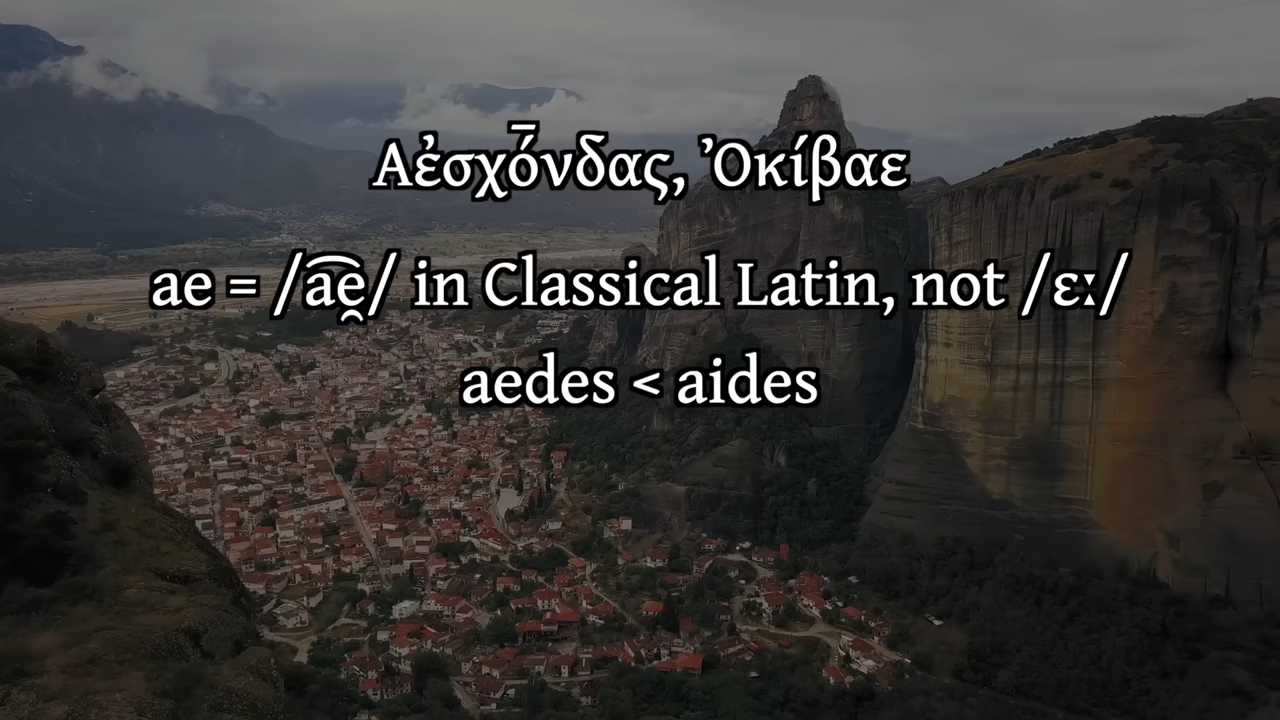 Αἐσχō̓́νδας, Ὀκίβαε
ae = /a͡e̯/ in Classical Latin, not /ɛː/
aedes < aides